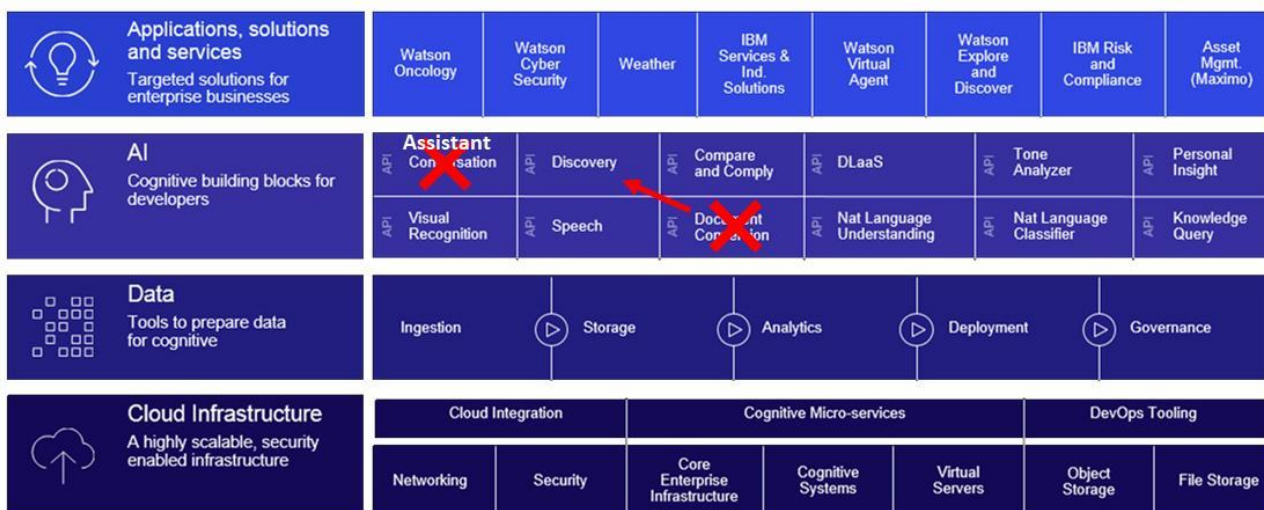 Applications, solutions
and services
Targeted solutions for
enterprise businesses
Watson
Oncology
Watson
Cyber
Security
Weather
IBM
Services &
Ind.
Solutions
Watson
Virtual
Agent
Watson
Explore
and
Discover
IBM Risk
and
Compliance
Asset
Mgmt.
(Maximo)
AI
Cognitive building blocks for
developers
Assistant
API
Conversation
API
Discovery
API
Compare
and Comply
API
DLaaS
API
Tone
Analyzer
API
Personal
Insight
API
Visual
Recognition
API
Speech
API
Document
Conversion
API
Nat Language
Understanding
API
Nat Language
Classifier
API
Knowledge
Query
Data
Tools to prepare data
for cognitive
Ingestion
Storage
Analytics
Deployment
Governance
Cloud Infrastructure
A highly scalable, security
enabled infrastructure
Cloud Integration
Cognitive Micro-services
DevOps Tooling
Networking
Security
Core
Enterprise
Infrastructure
Cognitive
Systems
Virtual
Servers
Object
Storage
File Storage